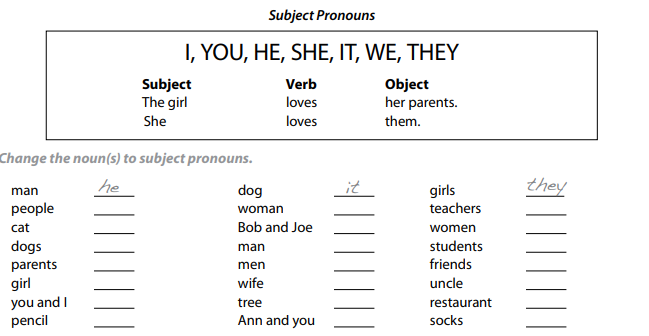 Subject Pronouns
I, YOU, HE, SHE, IT, WE, THEY
Subject Verb Object
The girl loves her parents.
She loves them.
Change the noun(s) to subject pronouns.
man he dog it girls they
people ______ woman ______ teachers ______
cat ______ Bob and Joe ______ women ______
dogs ______ man ______ students ______
parents ______ men ______ friends ______
girl ______ wife ______ uncle ______
you and I ______ tree ______ restaurant ______
pencil ______ Ann and you ______ socks ______